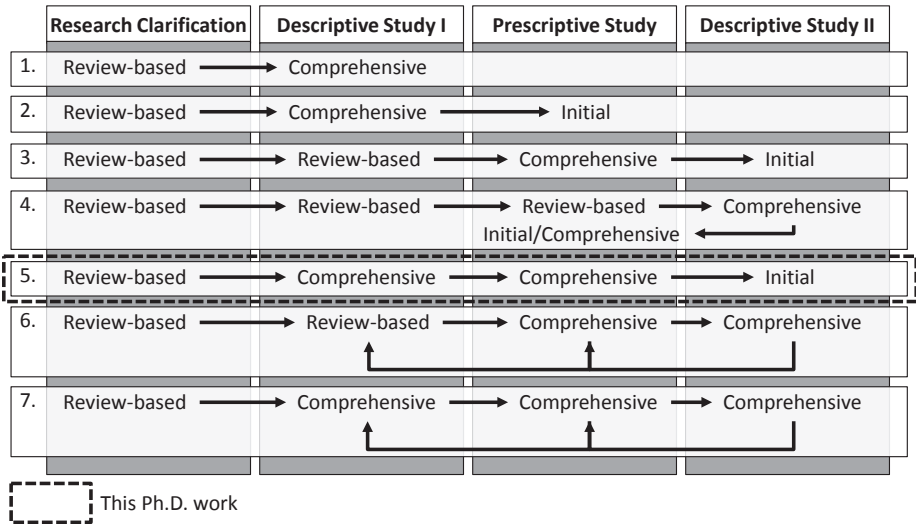 Research Clarification Descriptive Study I Prescriptive Study Descriptive Study II
1. Review-based Comprehensive
2. Review-based Comprehensive Initial
3. Review-based Review-based Comprehensive Initial
4. Review-based Review-based Review-based Comprehensive
Initial/Comprehensive
5. Review-based Comprehensive Comprehensive Initial
6. Review-based Review-based Comprehensive Comprehensive
7. Review-based Comprehensive Comprehensive Comprehensive
This Ph.D. work